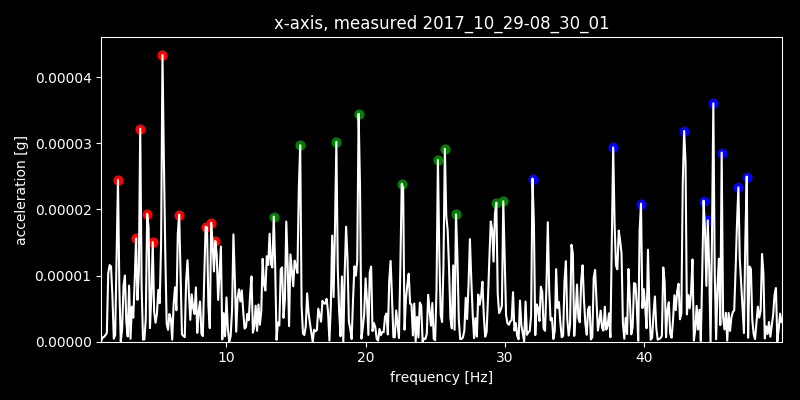 x-axis, measured 2017_10_29-08_30_01
acceleration [g]
0.00004
0.00003
0.00002
0.00001
0.00000
10 20 30 40
frequency [Hz]